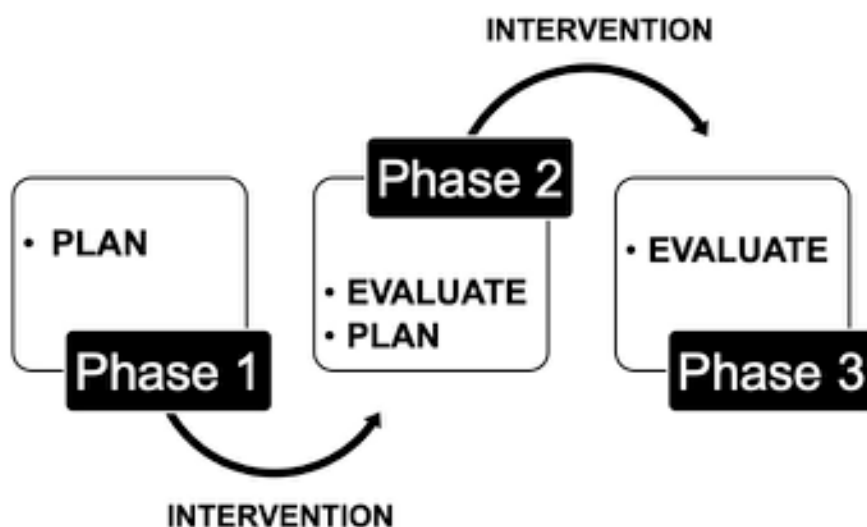 INTERVENTION
Phase 2
• PLAN
• EVALUATE
• EVALUATE
• PLAN
Phase 1
Phase 3
INTERVENTION